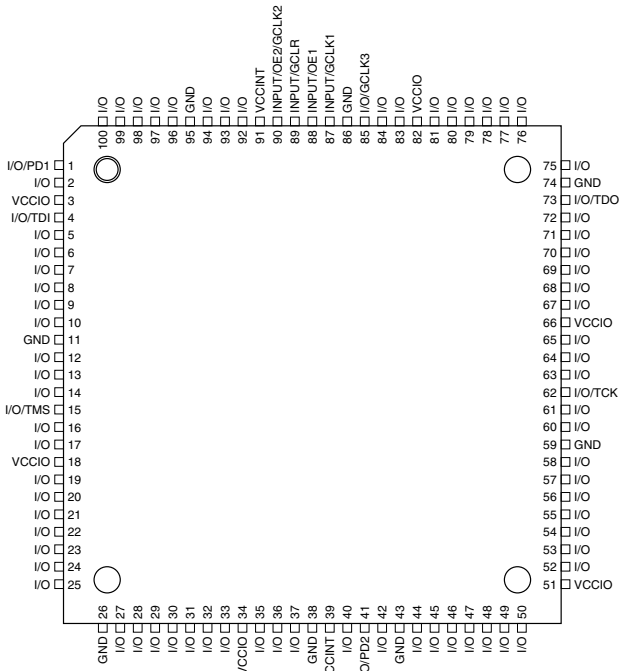 I/O I/O I/O I/O I/O GND I/O I/O I/O VCCINT INPUT/OE2/GCLK2 INPUT/GCLR INPUT/OE1 INPUT/GCLK1 GND I/O/GCLK3 I/O I/O VCCIO I/O I/O I/O I/O I/O I/O
100 99 98 97 96 95 94 93 92 91 90 89 88 87 86 85 84 83 82 81 80 79 78 77 76
I/O/PD1 1
I/O 2
VCCIO 3
I/O/TDI 4
I/O 5
I/O 6
I/O 7
I/O 8
I/O 9
I/O 10
GND 11
I/O 12
I/O 13
I/O 14
I/O/TMS 15
I/O 16
I/O 17
VCCIO 18
I/O 19
I/O 20
I/O 21
I/O 22
I/O 23
I/O 24
I/O 25
75 I/O
74 GND
73 I/O/TDO
72 I/O
71 I/O
70 I/O
69 I/O
68 I/O
67 I/O
66 VCCIO
65 I/O
64 I/O
63 I/O
62 I/O/TCK
61 I/O
60 I/O
59 GND
58 I/O
57 I/O
56 I/O
55 I/O
54 I/O
53 I/O
52 I/O
51 VCCIO
26 27 28 29 30 31 32 33 34 35 36 37 38 39 40 41 42 43 44 45 46 47 48 49 50
GND I/O I/O I/O I/O I/O I/O I/O VCCIO I/O I/O I/O GND CCINT I/O O/PD2 I/O GND I/O I/O I/O I/O I/O I/O I/O